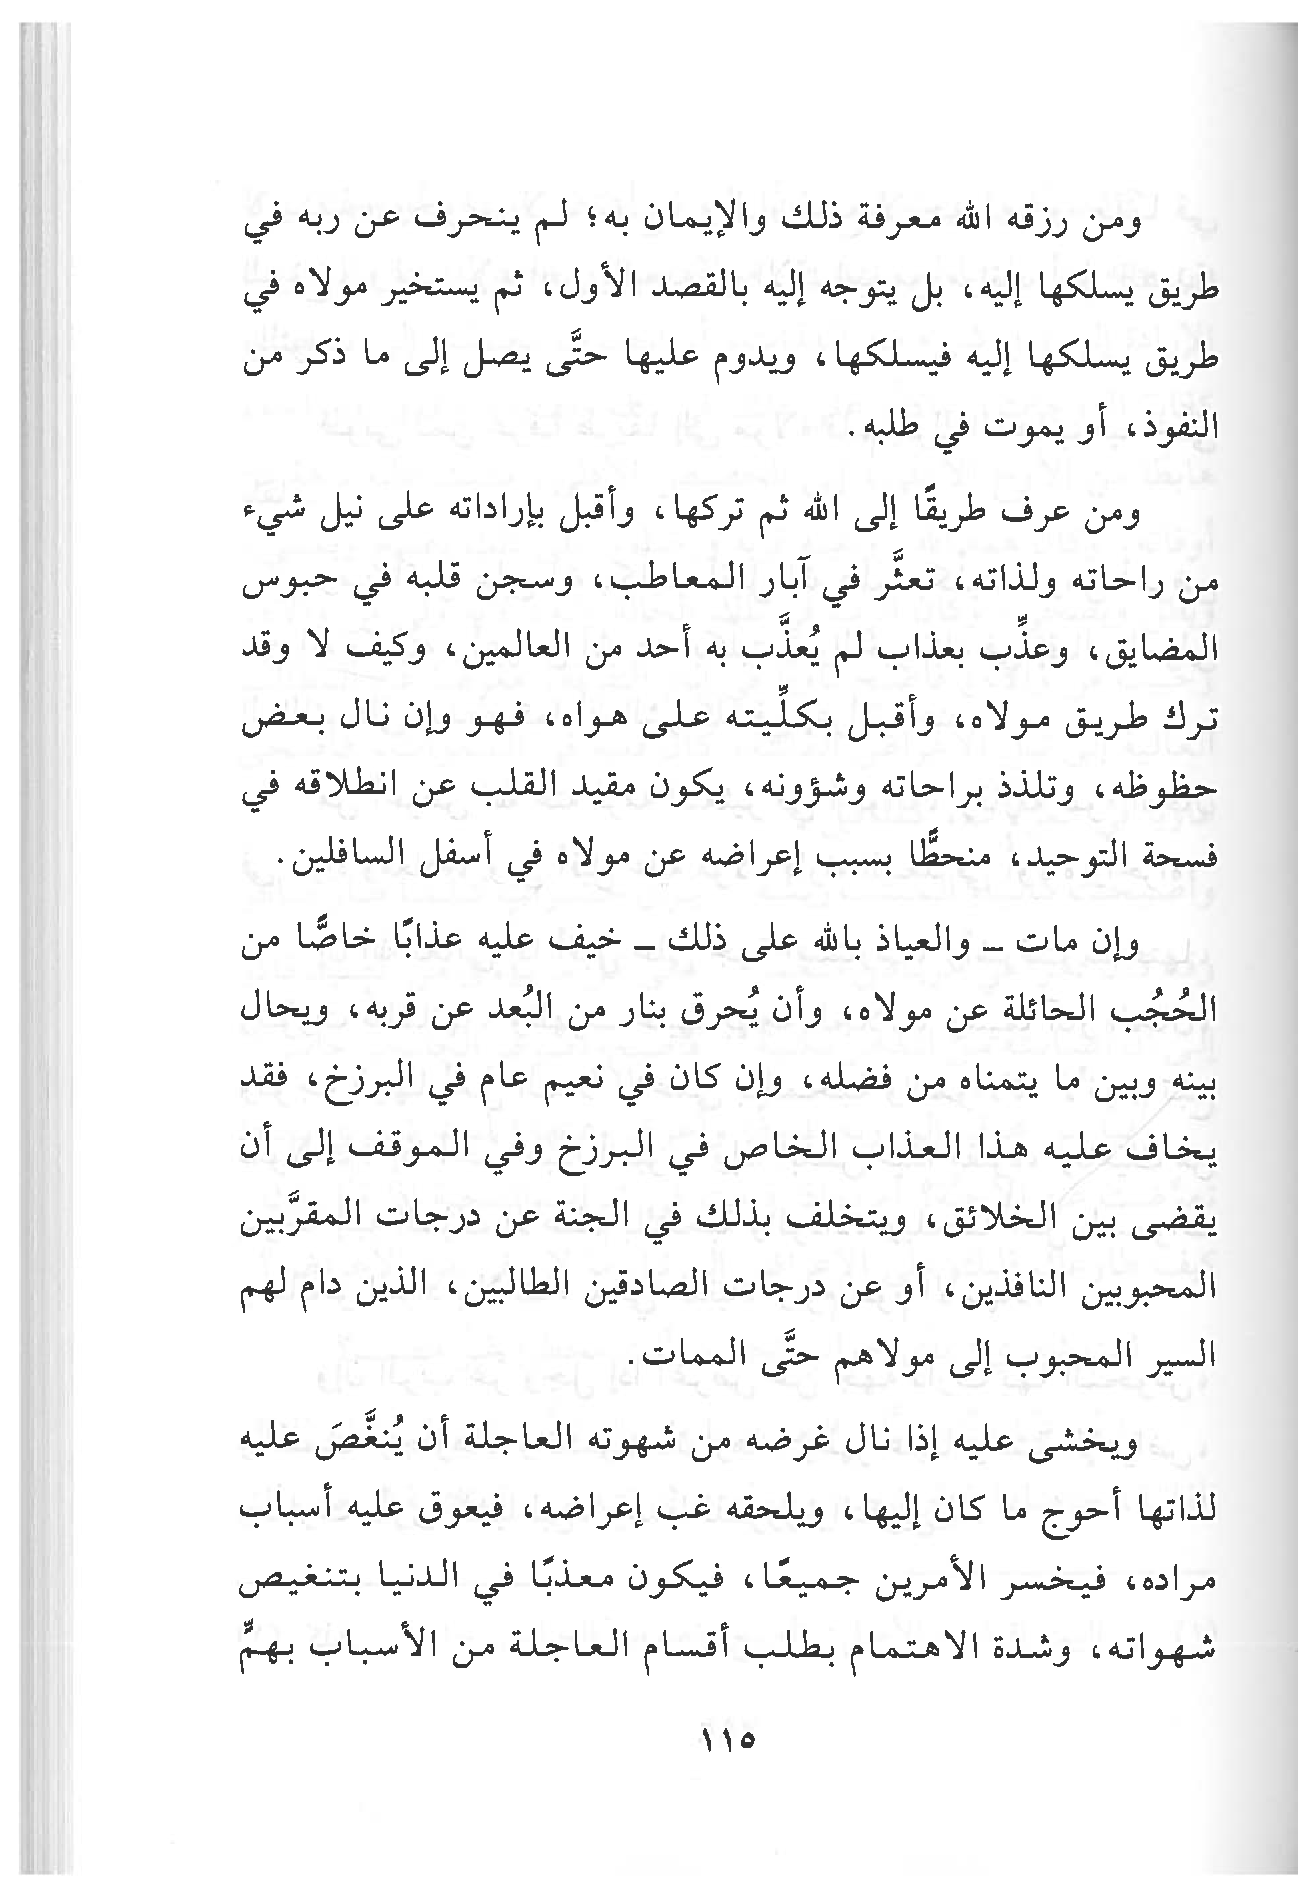 ومن رزقه الله معرفة ذلك والإيمان به؛ لم ينحرف عن ربه في
طريق يسلكها إليه، بل يتوجه إليه بالقصد الأول، ثم يستخير مولاه في
طريق يسلكها إليه فيسلكها، ويدوم عليها حتَّى يصل إلى ما ذكر من
النفوذ، أو يموت في طلبه.
ومن عرف طريقًا إلى الله ثم تركها، وأقبل بإراداته على نيل شيء
من راحاته ولذاته، تعثَّر في آبار المعاطب، وسجن قلبه في حبوس
المضايق، وعذِّب بعذاب لم يُعذَّب به أحد من العالمين، وكيف لا وقد
ترك طريق مولاه، وأقبل بكلِّيته على هواه، فهو وإن نال بعض
حظوظه، وتلذذ براحاته وشؤونه، يكون مقيد القلب عن انطلاقه في
فسحة التوحيد، منحطًّا بسبب إعراضه عن مولاه في أسفل السافلين.
وإن مات - والعياذ بالله على ذلك - خيف عليه عذابًا خاصًّا من
الحُجُب الحائلة عن مولاه، وأن يُحرق بنار من البُعد عن قربه، ويحال
بينه وبين ما يتمناه من فضله، وإن كان في نعيم عام في البرزخ، فقد
يخاف عليه هذا العذاب الخاص في البرزخ وفي الموقف إلى أن
يقضى بين الخلائق، ويتخلف بذلك في الجنة عن درجات المقرَّبين
المحبوبين النافذين، أو عن درجات الصادقين الطالبين، الذين دام لهم
السير المحبوب إلى مولاهم حتَّى الممات.
ويخشى عليه إذا نال غرضه من شهوته العاجلة أن يُنغَّصَ عليه
لذاتها أحوج ما كان إليها، ويلحقه غب إعراضه، فيعوق عليه أسباب
مراده، فيخسر الأمرين جميعًا، فيكون معذبًا في الدنيا بتنغيص
شهواته، وشدة الاهتمام بطلب أقسام العاجلة من الأسباب بهمٍّ
١١٥